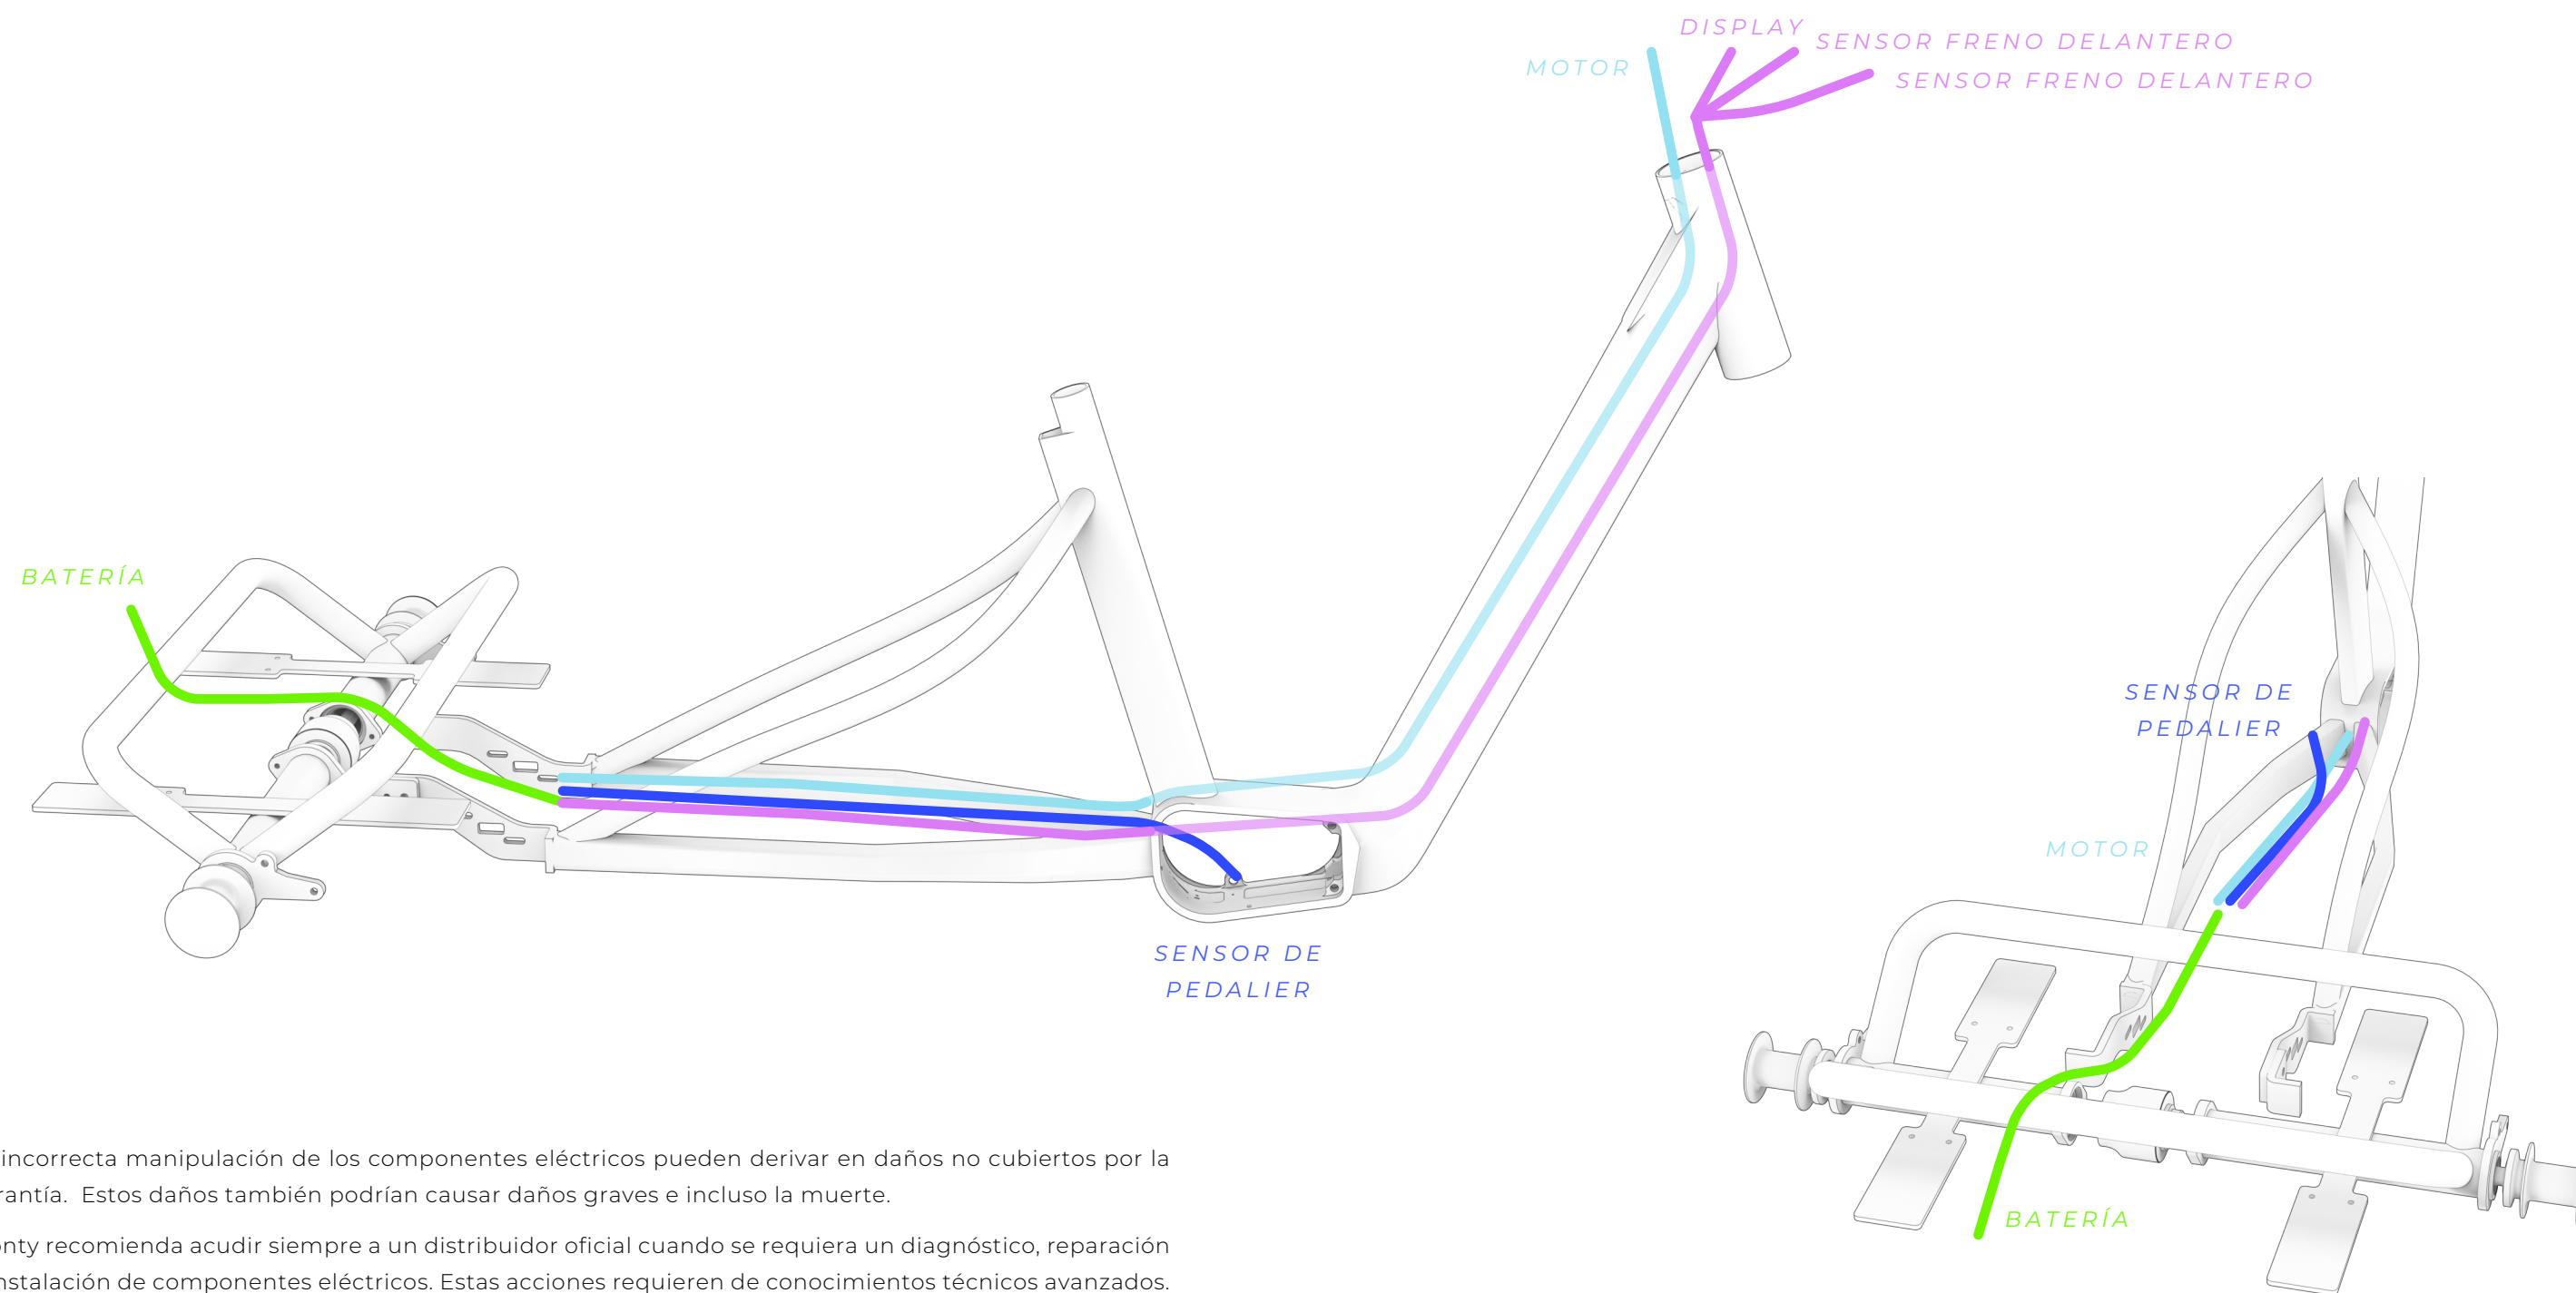 DISPLAY
SENSOR FRENO DELANTERO
MOTOR
SENSOR FRENO DELANTERO
BATERÍA
SENSOR DE
PEDALIER
MOTOR
SENSOR DE
PEDALIER
BATERÍA
incorrecta manipulación de los componentes eléctricos pueden derivar en daños no cubiertos por la
Estos daños también podrían causar daños graves e incluso la muerte.
recomienda acudir siempre a un distribuidor oficial cuando se requiera un diagnóstico, reparación
de componentes eléctricos. Estas acciones requieren de conocimientos técnicos avanzados.